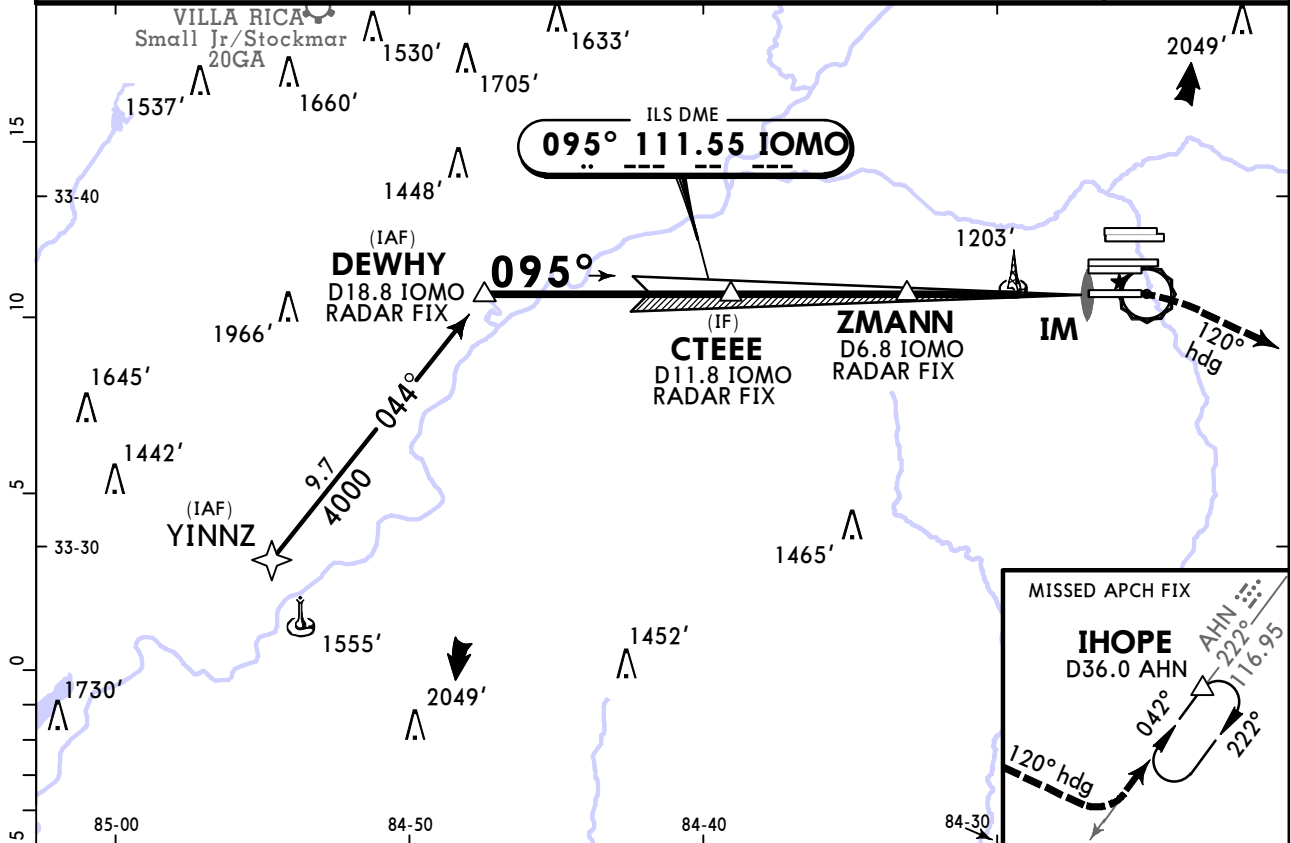 VILLA RICA
Small Jr/Stockmar
20GA
1530'
1633'
2049'
1537'
1660'
1705'
ILS DME
095° 111.55 IOMO
15
33-40
1448'
1203'
(IAF)
DEWHY
D18.8 IOMO
RADAR FIX
095°
10
1966'
(IF)
CTEEE
D11.8 IOMO
RADAR FIX
ZMANN
D6.8 IOMO
RADAR FIX
IM
120°
hdg
1645'
044°
1442'
9.7
4000
5
(IAF)
YINNZ
33-30
1465'
1555'
1452'
0
1730'
2049'
MISSED APCH FIX
IHOPE
D36.0 AHN
AHN
222°
116.95
042°
222°
120° hdg
5
85-00
84-50
84-40
84-30